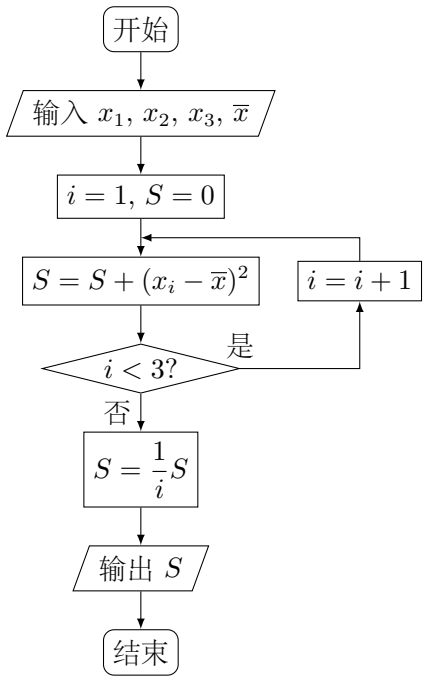 开始
输入 x₁, x₂, x₃, x̅
i = 1, S = 0
S = S + (xᵢ − x̅)²
i = i + 1
i < 3?
是
否
S = 1/i S
输出 S
结束